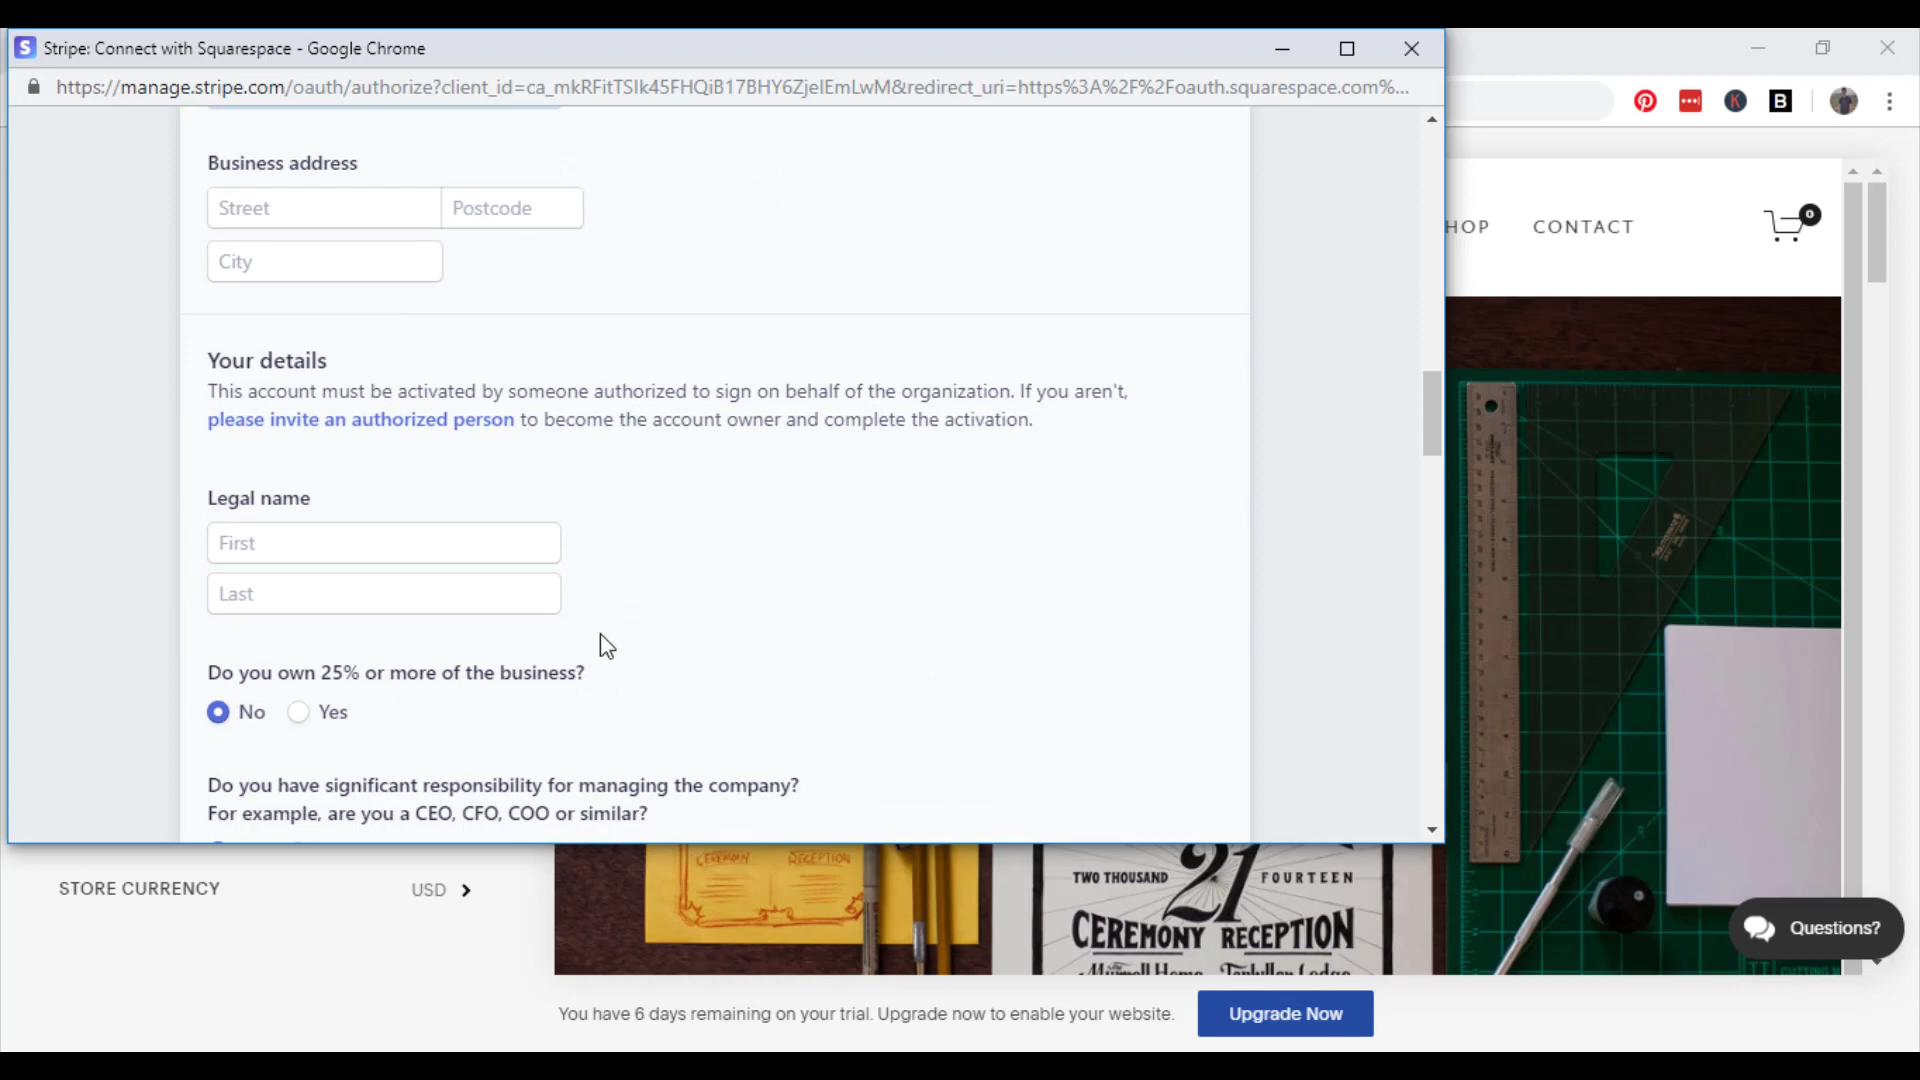 Stripe: Connect with Squarespace - Google Chrome
https://manage.stripe.com/oauth/authorize?client_id=ca_mkRFitTSIk45FHQiB17BHY6ZjeIEmLwM&redirect_uri=https%3A%2F%2Foauth.squarespace.com%...
Business address
Street
Postcode
City
Your details
This account must be activated by someone authorized to sign on behalf of the organization. If you aren't,
please invite an authorized person to become the account owner and complete the activation.
Legal name
First
Last
Do you own 25% or more of the business?
No Yes
Do you have significant responsibility for managing the company?
For example, are you a CEO, CFO, COO or similar?
HOP CONTACT
0
STORE CURRENCY
USD
CEREMONY RECEPTION
TWO THOUSAND 21 FOURTEEN
CEREMONY RECEPTION
Questions?
You have 6 days remaining on your trial. Upgrade now to enable your website.
Upgrade Now